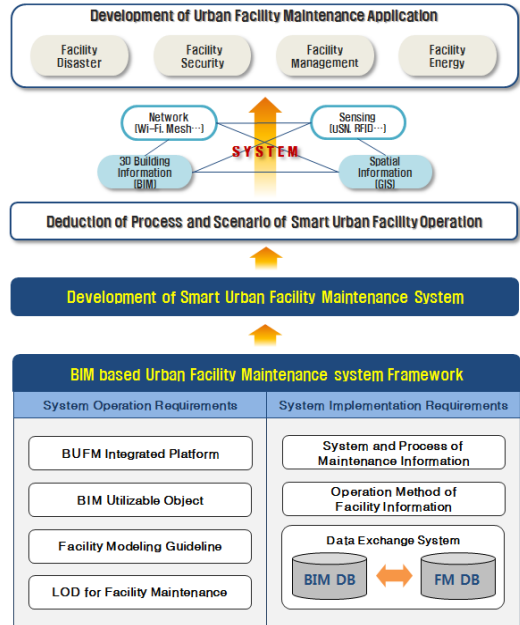 Development of Urban Facility Maintenance Application
Facility
Disaster
Facility
Security
Facility
Management
Facility
Energy
Network
(Wi-Fi, Mesh…)
Sensing
(USN, RFID…)
SYSTEM
3D Building
Information
(BIM)
Spatial
Information
(GIS)
Deduction of Process and Scenario of Smart Urban Facility Operation
Development of Smart Urban Facility Maintenance System
BIM based Urban Facility Maintenance system Framework
System Operation Requirements
BUFM Integrated Platform
BIM Utilizable Object
Facility Modeling Guideline
LOD for Facility Maintenance
System Implementation Requirements
System and Process of
Maintenance Information
Operation Method of
Facility Information
Data Exchange System
BIM DB
FM DB